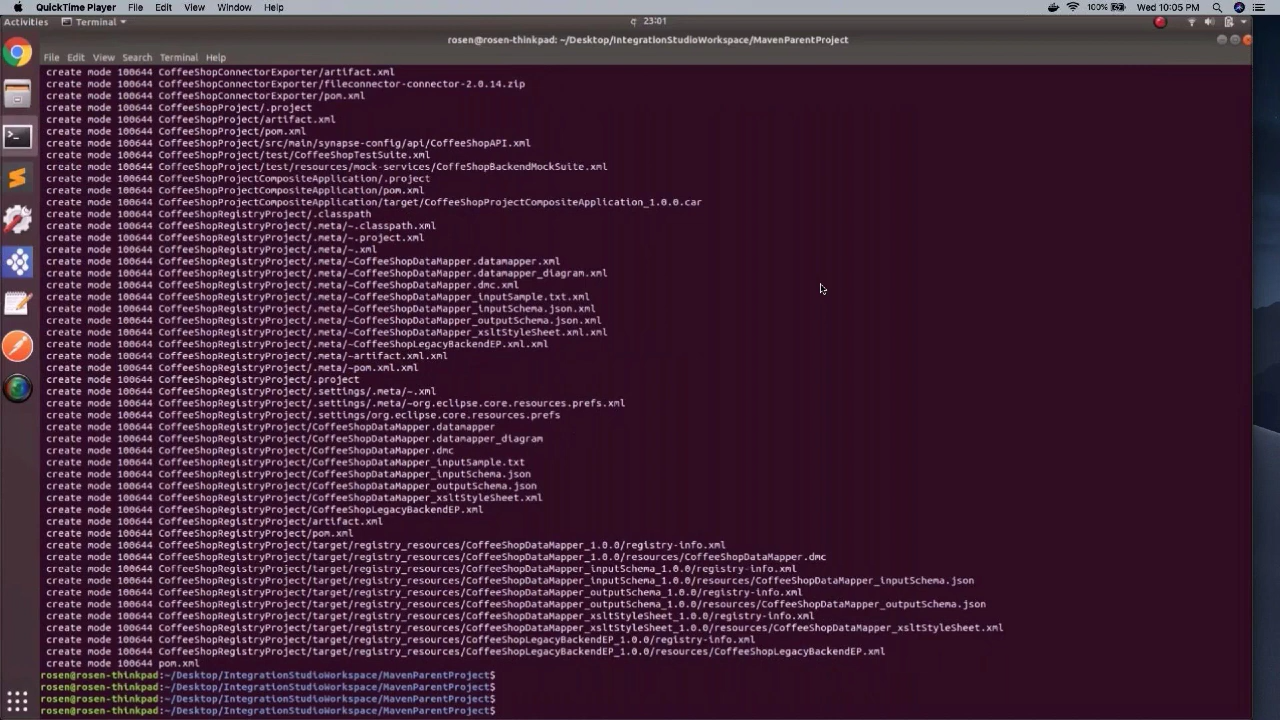 QuickTime Player File Edit View Window Help 100% Wed 10:05 PM
Activities Terminal 23:01
rosen@rosen-thinkpad: ~/Desktop/IntegrationStudioWorkspace/MavenParentProject
File Edit View Search Terminal Help
create mode 100644 CoffeeShopConnectorExporter/artifact.xml
create mode 100644 CoffeeShopConnectorExporter/fileconnector-connector-2.0.14.zip
create mode 100644 CoffeeShopConnectorExporter/pom.xml
create mode 100644 CoffeeShopProject/.project
create mode 100644 CoffeeShopProject/artifact.xml
create mode 100644 CoffeeShopProject/pom.xml
create mode 100644 CoffeeShopProject/src/main/synapse-config/api/CoffeeShopAPI.xml
create mode 100644 CoffeeShopProject/test/CoffeeShopTestSuite.xml
create mode 100644 CoffeeShopProject/test/resources/mock-services/CoffeShopBackendMockSuite.xml
create mode 100644 CoffeeShopProjectCompositeApplication/.project
create mode 100644 CoffeeShopProjectCompositeApplication/pom.xml
create mode 100644 CoffeeShopProjectCompositeApplication/target/CoffeeShopProjectCompositeApplication_1.0.0.car
create mode 100644 CoffeeShopRegistryProject/.classpath
create mode 100644 CoffeeShopRegistryProject/.meta/~.classpath.xml
create mode 100644 CoffeeShopRegistryProject/.meta/~.project.xml
create mode 100644 CoffeeShopRegistryProject/.meta/~.xml
create mode 100644 CoffeeShopRegistryProject/.meta/~CoffeeShopDataMapper.datamapper.xml
create mode 100644 CoffeeShopRegistryProject/.meta/~CoffeeShopDataMapper.datamapper_diagram.xml
create mode 100644 CoffeeShopRegistryProject/.meta/~CoffeeShopDataMapper.dmc.xml
create mode 100644 CoffeeShopRegistryProject/.meta/~CoffeeShopDataMapper_inputSample.txt.xml
create mode 100644 CoffeeShopRegistryProject/.meta/~CoffeeShopDataMapper_inputSchema.json.xml
create mode 100644 CoffeeShopRegistryProject/.meta/~CoffeeShopDataMapper_outputSchema.json.xml
create mode 100644 CoffeeShopRegistryProject/.meta/~CoffeeShopDataMapper_xsltStyleSheet.xml.xml
create mode 100644 CoffeeShopRegistryProject/.meta/~CoffeeShopLegacyBackendEP.xml.xml
create mode 100644 CoffeeShopRegistryProject/.meta/~artifact.xml.xml
create mode 100644 CoffeeShopRegistryProject/.meta/~pom.xml.xml
create mode 100644 CoffeeShopRegistryProject/.project
create mode 100644 CoffeeShopRegistryProject/.settings/.meta/~.xml
create mode 100644 CoffeeShopRegistryProject/.settings/.meta/~org.eclipse.core.resources.prefs.xml
create mode 100644 CoffeeShopRegistryProject/.settings/org.eclipse.core.resources.prefs
create mode 100644 CoffeeShopRegistryProject/CoffeeShopDataMapper.datamapper
create mode 100644 CoffeeShopRegistryProject/CoffeeShopDataMapper.datamapper_diagram
create mode 100644 CoffeeShopRegistryProject/CoffeeShopDataMapper.dmc
create mode 100644 CoffeeShopRegistryProject/CoffeeShopDataMapper_inputSample.txt
create mode 100644 CoffeeShopRegistryProject/CoffeeShopDataMapper_inputSchema.json
create mode 100644 CoffeeShopRegistryProject/CoffeeShopDataMapper_outputSchema.json
create mode 100644 CoffeeShopRegistryProject/CoffeeShopDataMapper_xsltStyleSheet.xml
create mode 100644 CoffeeShopRegistryProject/CoffeeShopLegacyBackendEP.xml
create mode 100644 CoffeeShopRegistryProject/artifact.xml
create mode 100644 CoffeeShopRegistryProject/pom.xml
create mode 100644 CoffeeShopRegistryProject/target/registry_resources/CoffeeShopDataMapper_1.0.0/registry-info.xml
create mode 100644 CoffeeShopRegistryProject/target/registry_resources/CoffeeShopDataMapper_1.0.0/resources/CoffeeShopDataMapper.dmc
create mode 100644 CoffeeShopRegistryProject/target/registry_resources/CoffeeShopDataMapper_inputSchema_1.0.0/registry-info.xml
create mode 100644 CoffeeShopRegistryProject/target/registry_resources/CoffeeShopDataMapper_inputSchema_1.0.0/resources/CoffeeShopDataMapper_inputSchema.json
create mode 100644 CoffeeShopRegistryProject/target/registry_resources/CoffeeShopDataMapper_outputSchema_1.0.0/registry-info.xml
create mode 100644 CoffeeShopRegistryProject/target/registry_resources/CoffeeShopDataMapper_outputSchema_1.0.0/resources/CoffeeShopDataMapper_outputSchema.json
create mode 100644 CoffeeShopRegistryProject/target/registry_resources/CoffeeShopDataMapper_xsltStyleSheet_1.0.0/registry-info.xml
create mode 100644 CoffeeShopRegistryProject/target/registry_resources/CoffeeShopDataMapper_xsltStyleSheet_1.0.0/resources/CoffeeShopDataMapper_xsltStyleSheet.xml
create mode 100644 CoffeeShopRegistryProject/target/registry_resources/CoffeeShopLegacyBackendEP_1.0.0/registry-info.xml
create mode 100644 CoffeeShopRegistryProject/target/registry_resources/CoffeeShopLegacyBackendEP_1.0.0/resources/CoffeeShopLegacyBackendEP.xml
create mode 100644 pom.xml
rosen@rosen-thinkpad:~/Desktop/IntegrationStudioWorkspace/MavenParentProject$
rosen@rosen-thinkpad:~/Desktop/IntegrationStudioWorkspace/MavenParentProject$
rosen@rosen-thinkpad:~/Desktop/IntegrationStudioWorkspace/MavenParentProject$
rosen@rosen-thinkpad:~/Desktop/IntegrationStudioWorkspace/MavenParentProject$